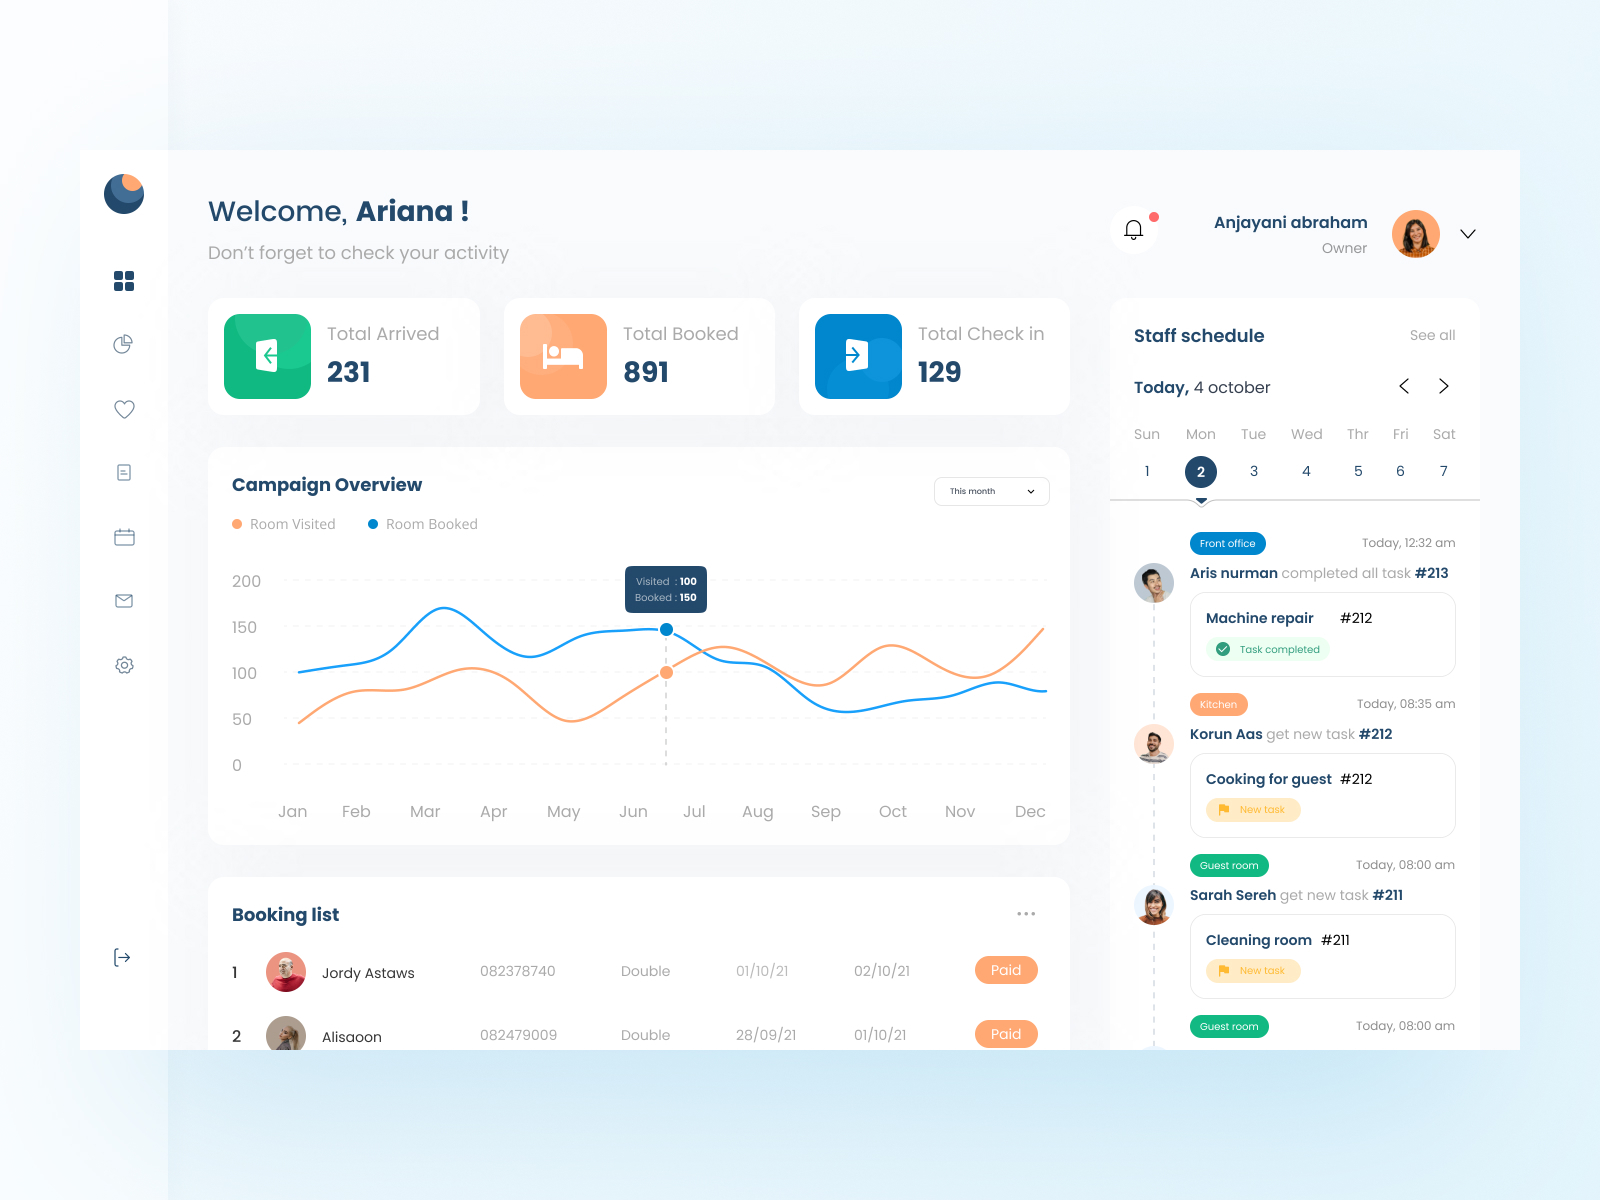 Welcome, Ariana !
Don't forget to check your activity
Anjayani abraham
Owner
Total Arrived
231
Total Booked
891
Total Check in
129
Campaign Overview
This month
Room Visited
Room Booked
200
150
100
50
0
Visited : 100
Booked : 150
Jan Feb Mar Apr May Jun Jul Aug Sep Oct Nov Dec
Booking list
1 Jordy Astaws 082378740 Double 01/10/21 02/10/21 Paid
2 Alisaoon 082479009 Double 28/09/21 01/10/21 Paid
Staff schedule
See all
Today, 4 october
Sun Mon Tue Wed Thr Fri Sat
1 2 3 4 5 6 7
Front office Today, 12:32 am
Aris nurman completed all task #213
Machine repair #212
Task completed
Kitchen Today, 08:35 am
Korun Aas get new task #212
Cooking for guest #212
New task
Guest room Today, 08:00 am
Sarah Sereh get new task #211
Cleaning room #211
New task
Guest room Today, 08:00 am